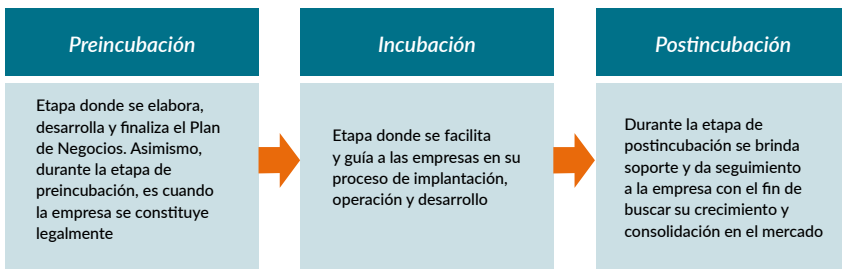 Preincubación
Etapa donde se elabora,
desarrolla y finaliza el Plan
de Negocios. Asimismo,
durante la etapa de
preincubación, es cuando
la empresa se constituye
legalmente
Incubación
Etapa donde se facilita
y guía a las empresas en su
proceso de implantación,
operación y desarrollo
Postincubación
Durante la etapa de
postincubación se brinda
soporte y da seguimiento
a la empresa con el fin de
buscar su crecimiento y
consolidación en el mercado